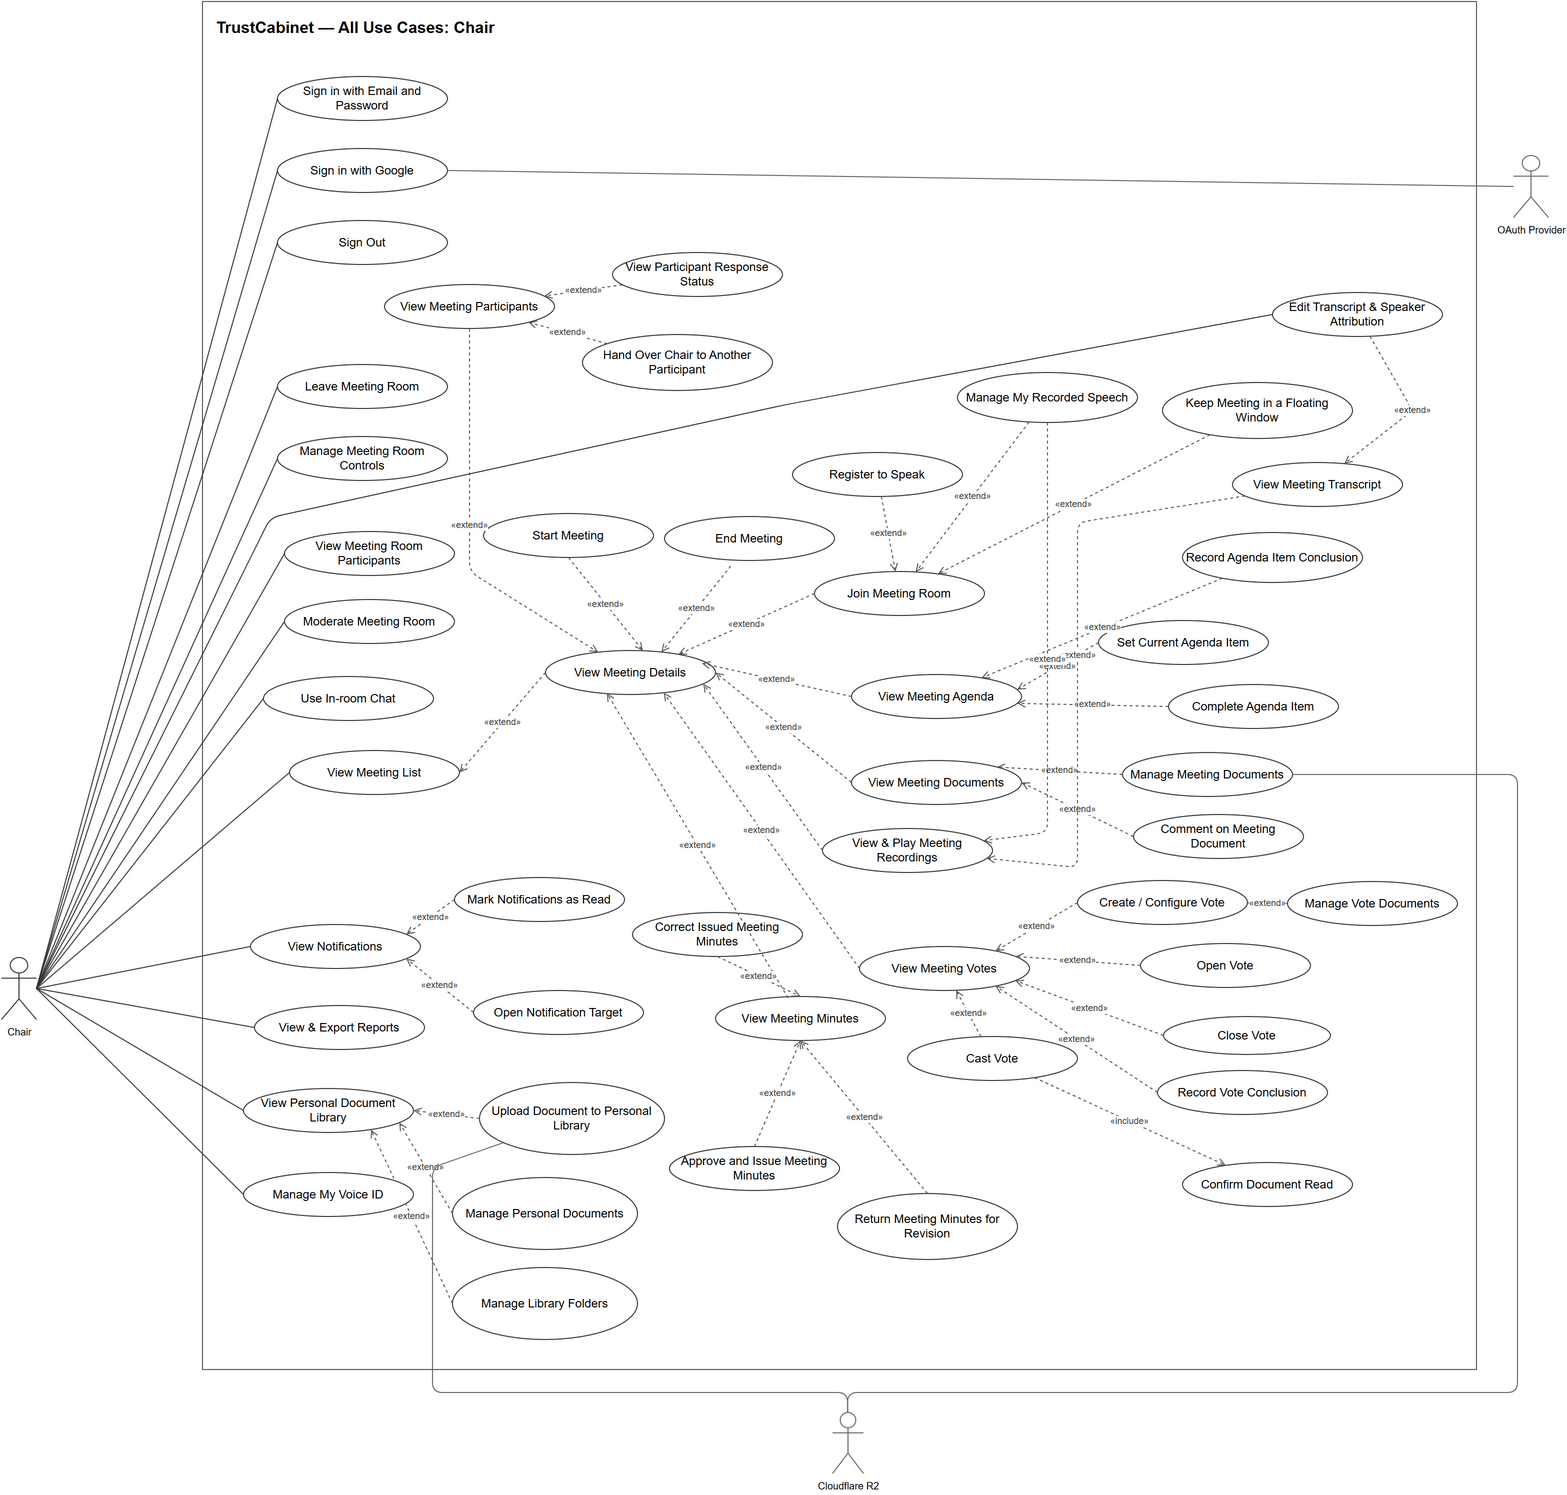 TrustCabinet — All Use Cases: Chair
Sign in with Email and
Password
Sign in with Google
OAuth Provider
Sign Out
View Participant Response
Status
«extend»
View Meeting Participants
Edit Transcript & Speaker
Attribution
«extend»
Hand Over Chair to Another
Participant
Leave Meeting Room
Manage My Recorded Speech
Keep Meeting in a Floating
Window
«extend»
Manage Meeting Room
Controls
Register to Speak
View Meeting Transcript
«extend»
«extend»
«extend»
Start Meeting
End Meeting
«extend»
View Meeting Room
Participants
Record Agenda Item Conclusion
Join Meeting Room
«extend»
«extend»
Moderate Meeting Room
«extend»
«extend»
Set Current Agenda Item
«extend»
«extend»
«extend»
View Meeting Details
«extend»
Use In-room Chat
View Meeting Agenda
«extend»
Complete Agenda Item
«extend»
«extend»
View Meeting List
«extend»
«extend»
Manage Meeting Documents
View Meeting Documents
«extend»
Comment on Meeting
Document
«extend»
«extend»
View & Play Meeting
Recordings
Mark Notifications as Read
Create / Configure Vote
«extend»
Manage Vote Documents
«extend»
Correct Issued Meeting
Minutes
«extend»
View Notifications
«extend»
Open Vote
View Meeting Votes
«extend»
«extend»
Open Notification Target
View Meeting Minutes
«extend»
«extend»
View & Export Reports
Chair
Close Vote
«extend»
Cast Vote
«extend»
Record Vote Conclusion
View Personal Document
Library
«extend»
Upload Document to Personal
Library
«extend»
«include»
Approve and Issue Meeting
Minutes
«extend»
Confirm Document Read
Manage My Voice ID
«extend»
Manage Personal Documents
Return Meeting Minutes for
Revision
Manage Library Folders
Cloudflare R2